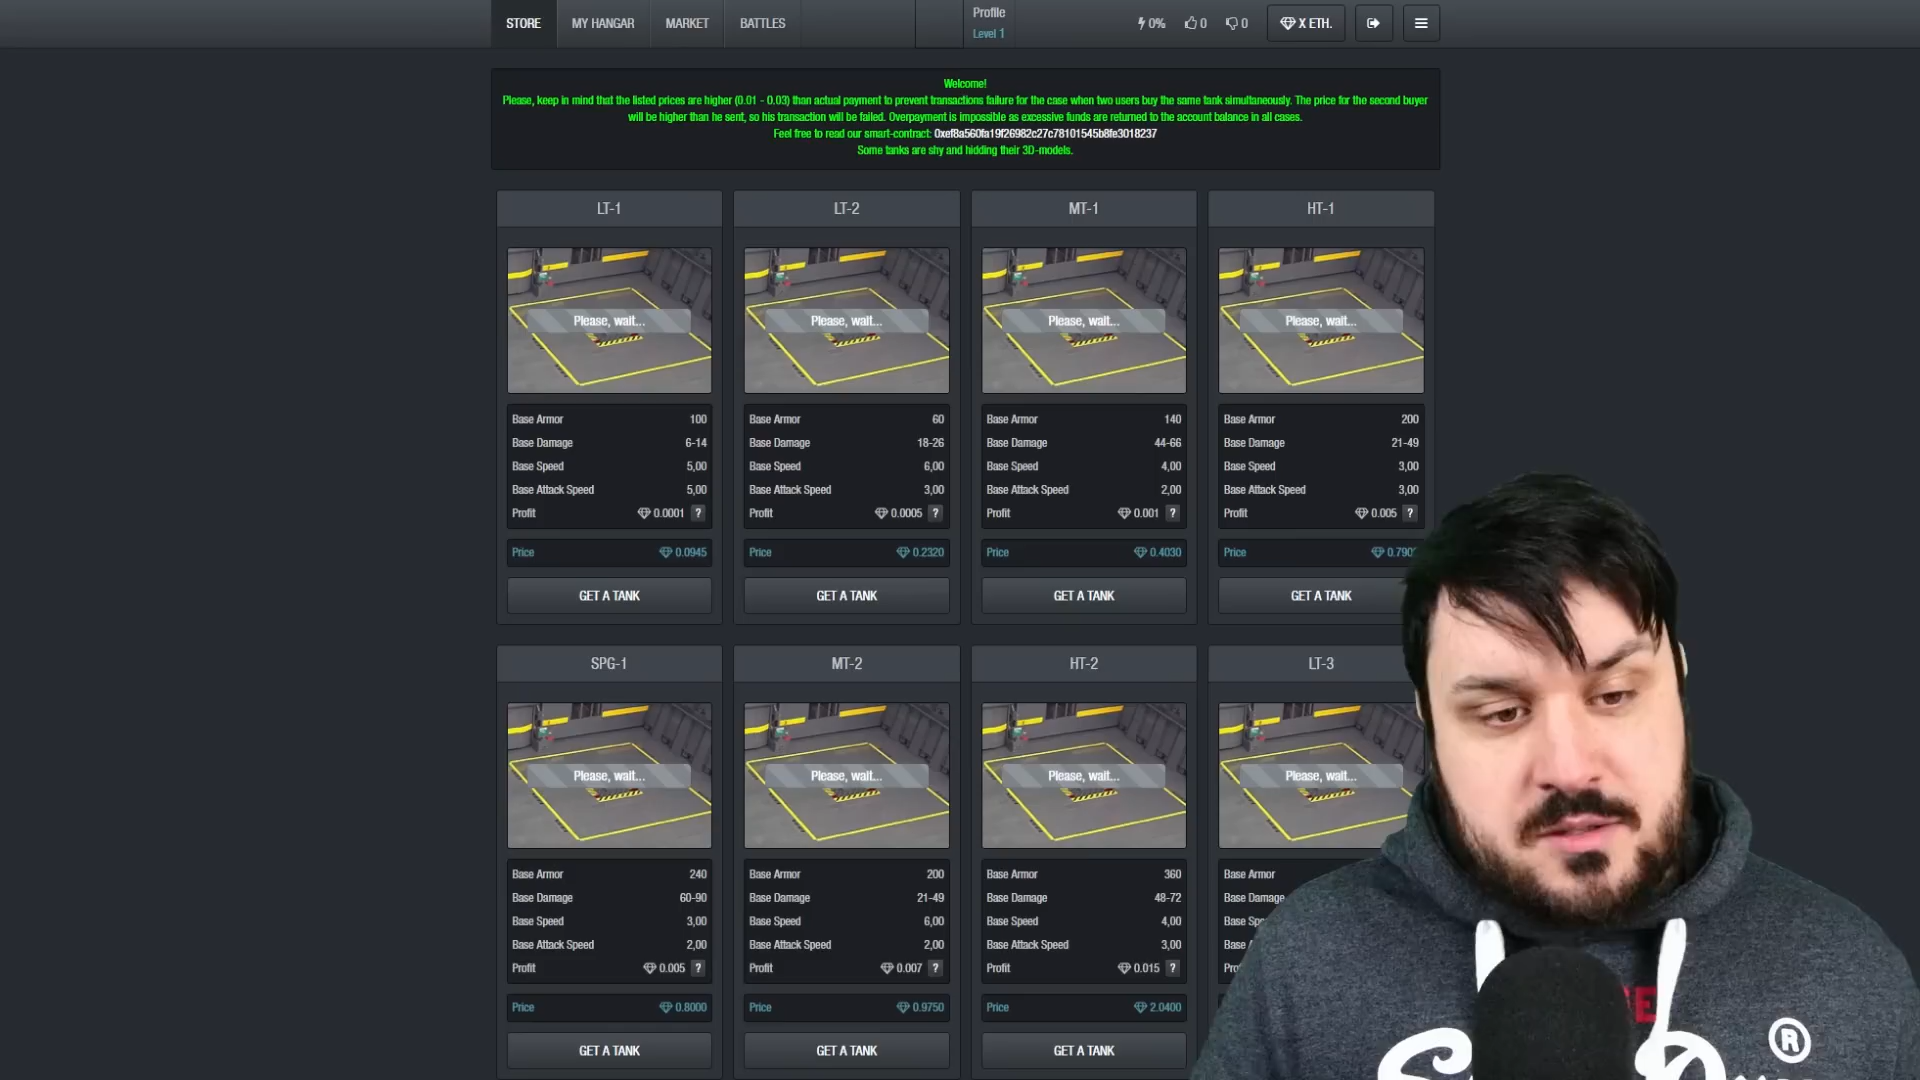 STORE MY HANGAR MARKET BATTLES
Profile
Level 1
0% 0 0 X ETH.
Welcome!
Please, keep in mind that the listed prices are higher (0.01 - 0.03) than actual payment to prevent transactions failure for the case when two users buy the same tank simultaneously. The price for the second buyer
will be higher than he sent, so his transaction will be failed. Overpayment is impossible as excessive funds are returned to the account balance in all cases.
Feel free to read our smart-contract: 0xef8a560fa19f26982c27c78101545b8fe3018237
Some tanks are shy and hidding their 3D-models.
LT-1
Please, wait...
Base Armor 100
Base Damage 6-14
Base Speed 5,00
Base Attack Speed 5,00
Profit 0.0001 ?
Price 0.0945
GET A TANK
LT-2
Please, wait...
Base Armor 60
Base Damage 18-26
Base Speed 6,00
Base Attack Speed 3,00
Profit 0.0005 ?
Price 0.2320
GET A TANK
MT-1
Please, wait...
Base Armor 140
Base Damage 44-66
Base Speed 4,00
Base Attack Speed 2,00
Profit 0.001 ?
Price 0.4030
GET A TANK
HT-1
Please, wait...
Base Armor 200
Base Damage 21-49
Base Speed 3,00
Base Attack Speed 3,00
Profit 0.005 ?
Price 0.790
GET A TANK
SPG-1
Please, wait...
Base Armor 240
Base Damage 60-90
Base Speed 3,00
Base Attack Speed 2,00
Profit 0.005 ?
Price 0.8000
GET A TANK
MT-2
Please, wait...
Base Armor 200
Base Damage 21-49
Base Speed 6,00
Base Attack Speed 2,00
Profit 0.007 ?
Price 0.9750
GET A TANK
HT-2
Please, wait...
Base Armor 360
Base Damage 48-72
Base Speed 4,00
Base Attack Speed 3,00
Profit 0.015 ?
Price 2.0400
GET A TANK
LT-3
Please, wait...
Base Armor
Base Damage
Base
Base
®